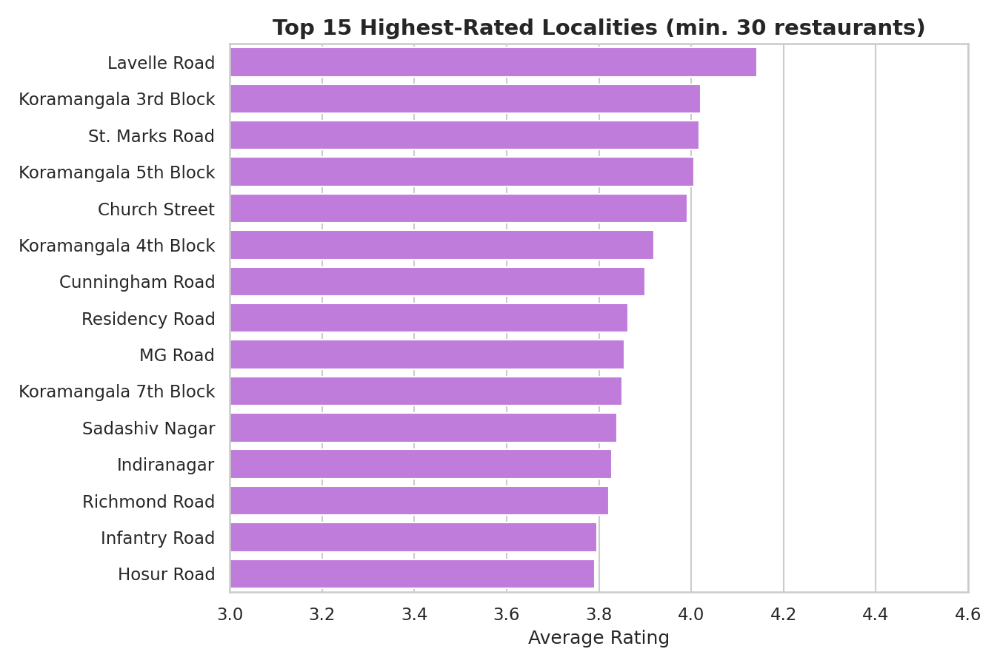 Top 15 Highest-Rated Localities (min. 30 restaurants)
Lavelle Road
Koramangala 3rd Block
St. Marks Road
Koramangala 5th Block
Church Street
Koramangala 4th Block
Cunningham Road
Residency Road
MG Road
Koramangala 7th Block
Sadashiv Nagar
Indiranagar
Richmond Road
Infantry Road
Hosur Road
3.0 3.2 3.4 3.6 3.8 4.0 4.2 4.4 4.6
Average Rating